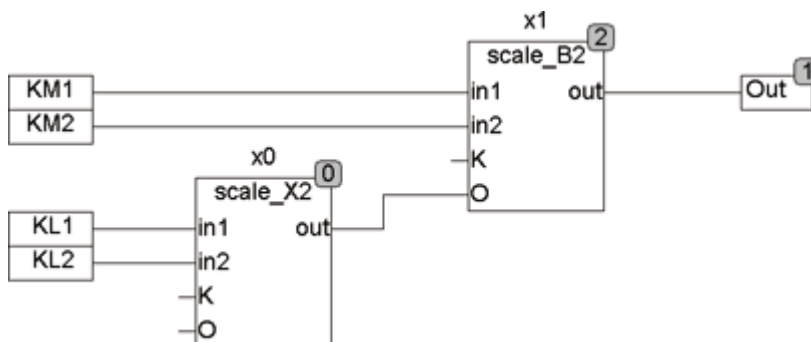 x1
2
scale_B2
1
KM1
in1
out
Out
KM2
in2
x0
K
0
scale_X2
O
KL1
in1
out
KL2
in2
K
O